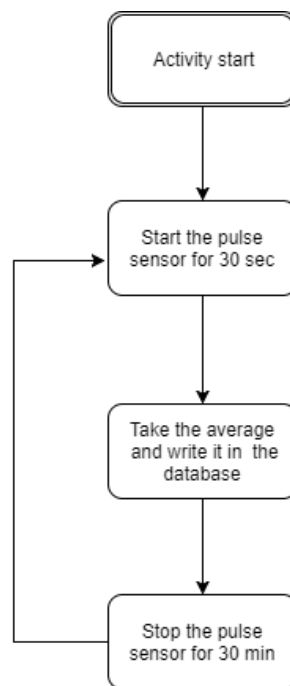 Activity start
Start the pulse
sensor for 30 sec
Take the average
and write it in the
database
Stop the pulse
sensor for 30 min